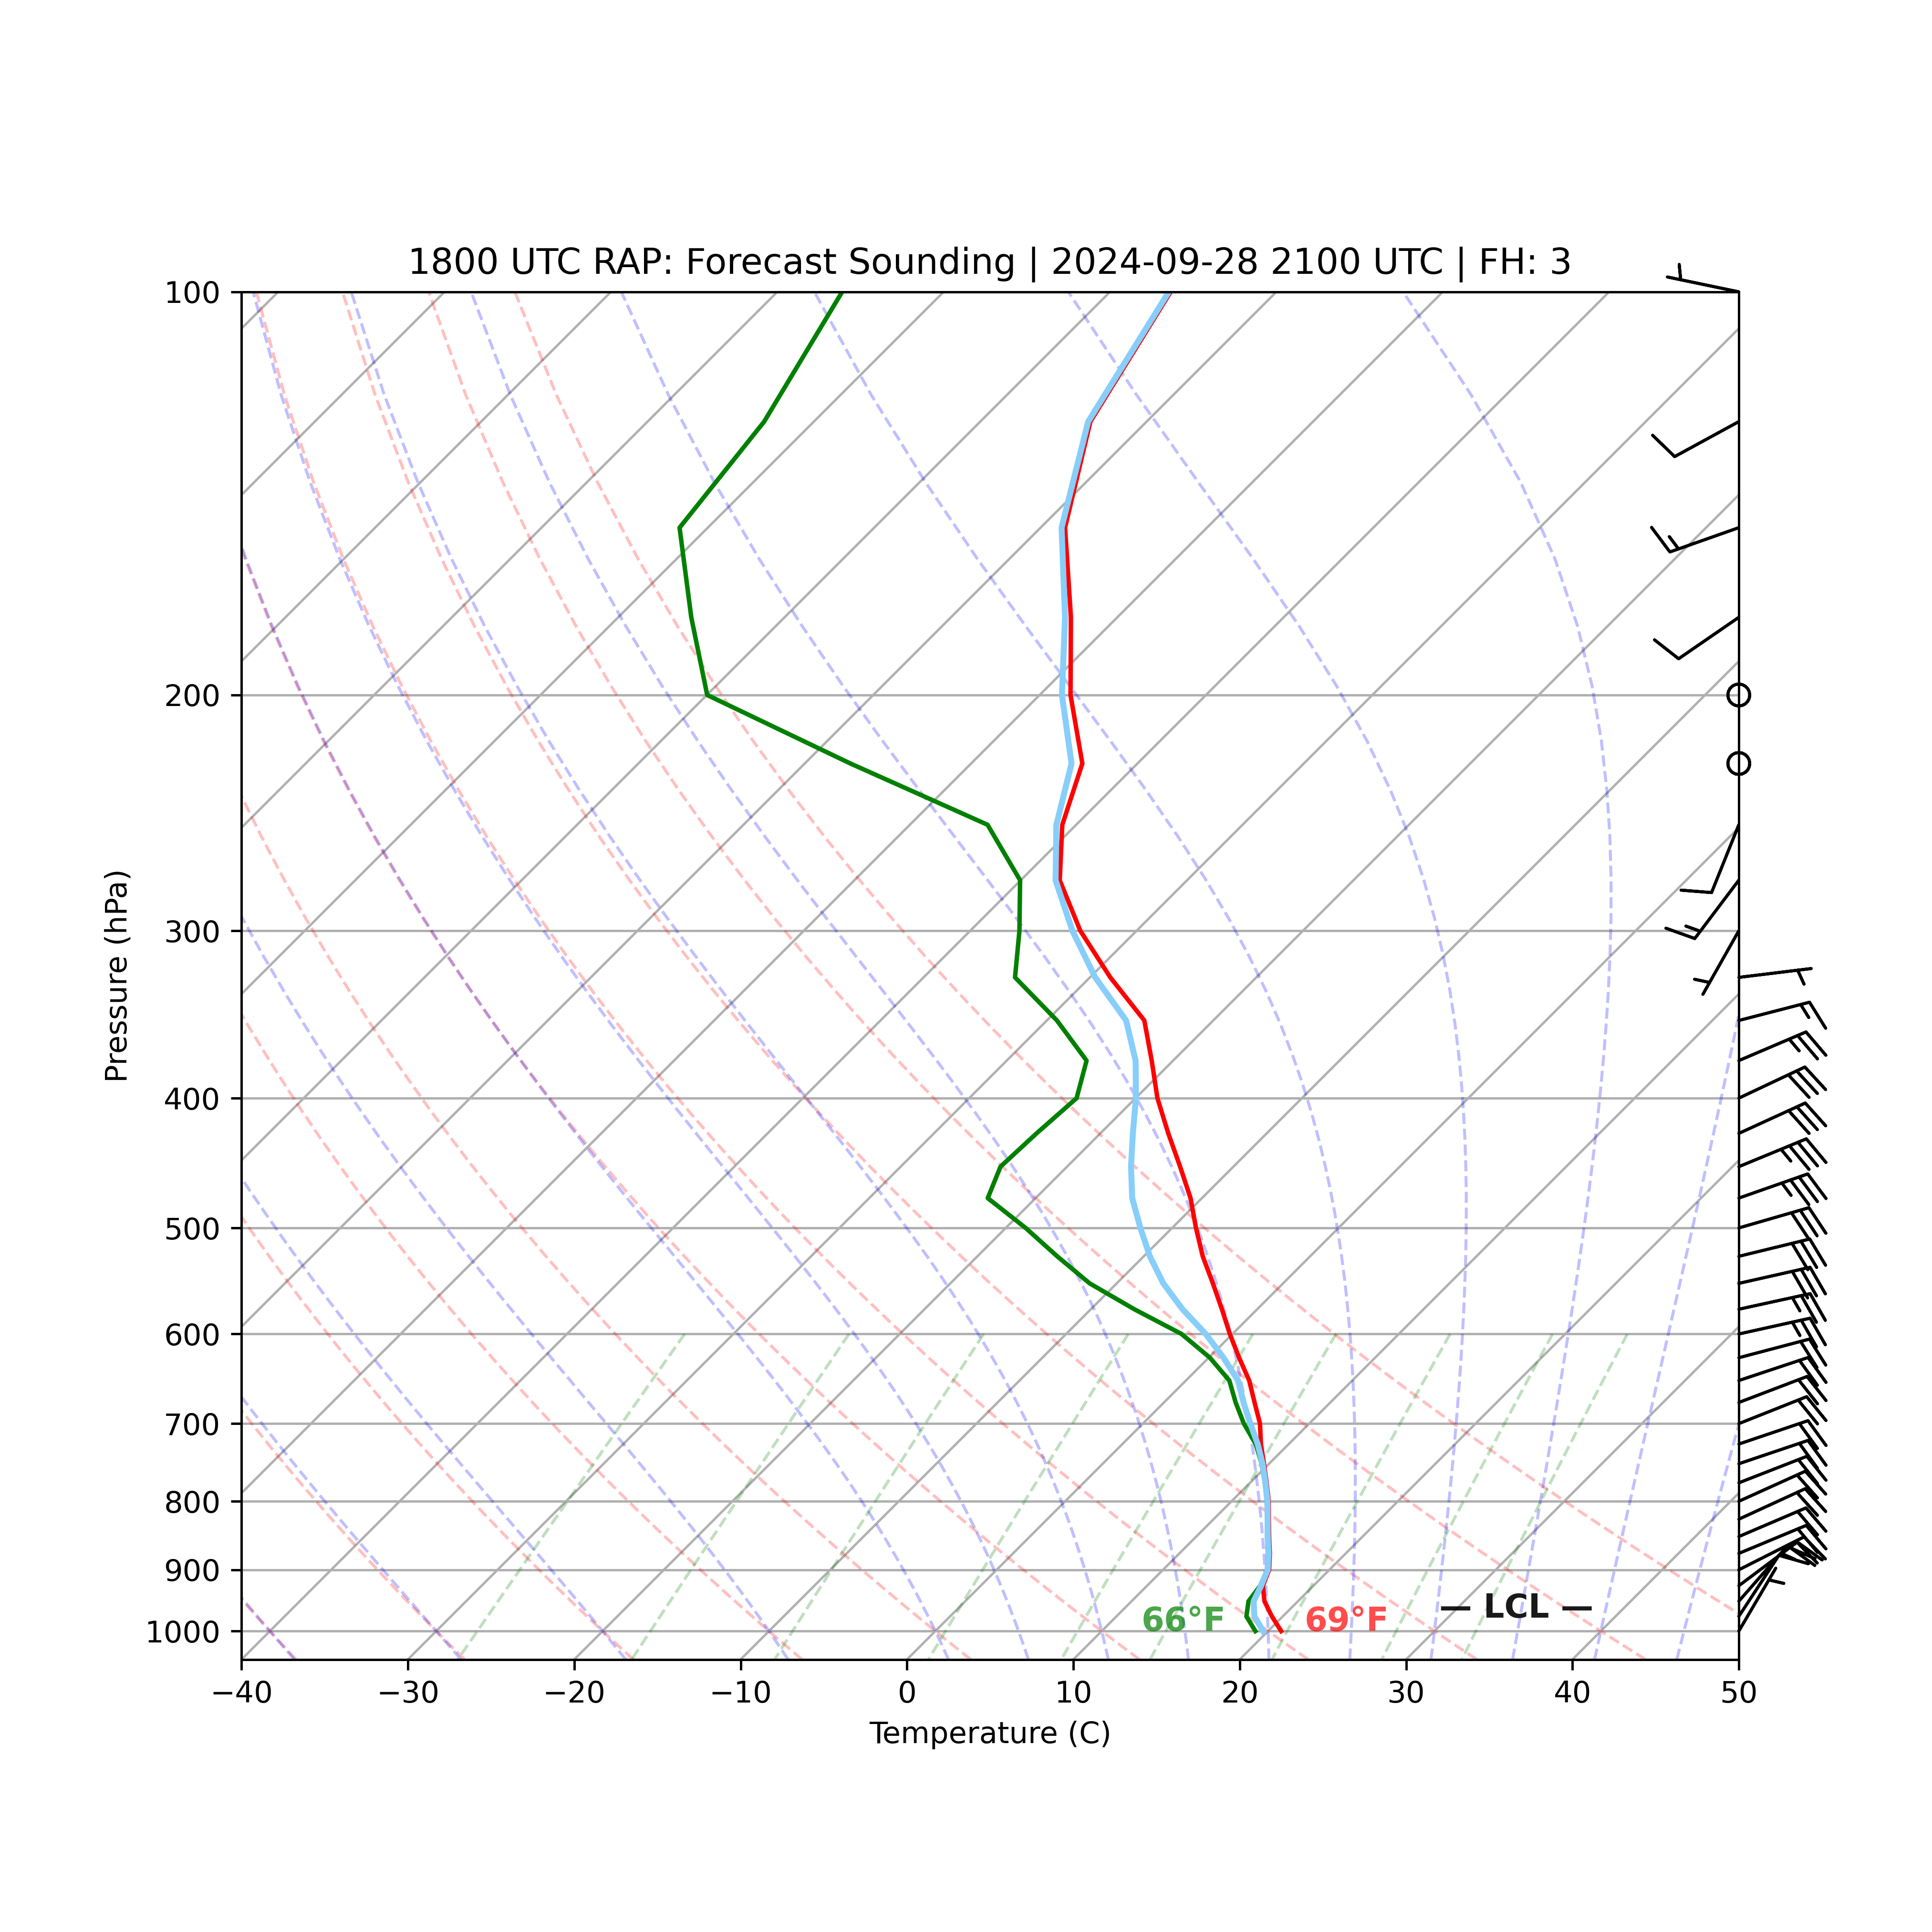 1800 UTC RAP: Forecast Sounding | 2024-09-28 2100 UTC | FH: 3
100
200
300
400
500
600
700
800
900
1000
Pressure (hPa)
66°F
69°F
— LCL —
−40 −30 −20 −10 0 10 20 30 40 50
Temperature (C)